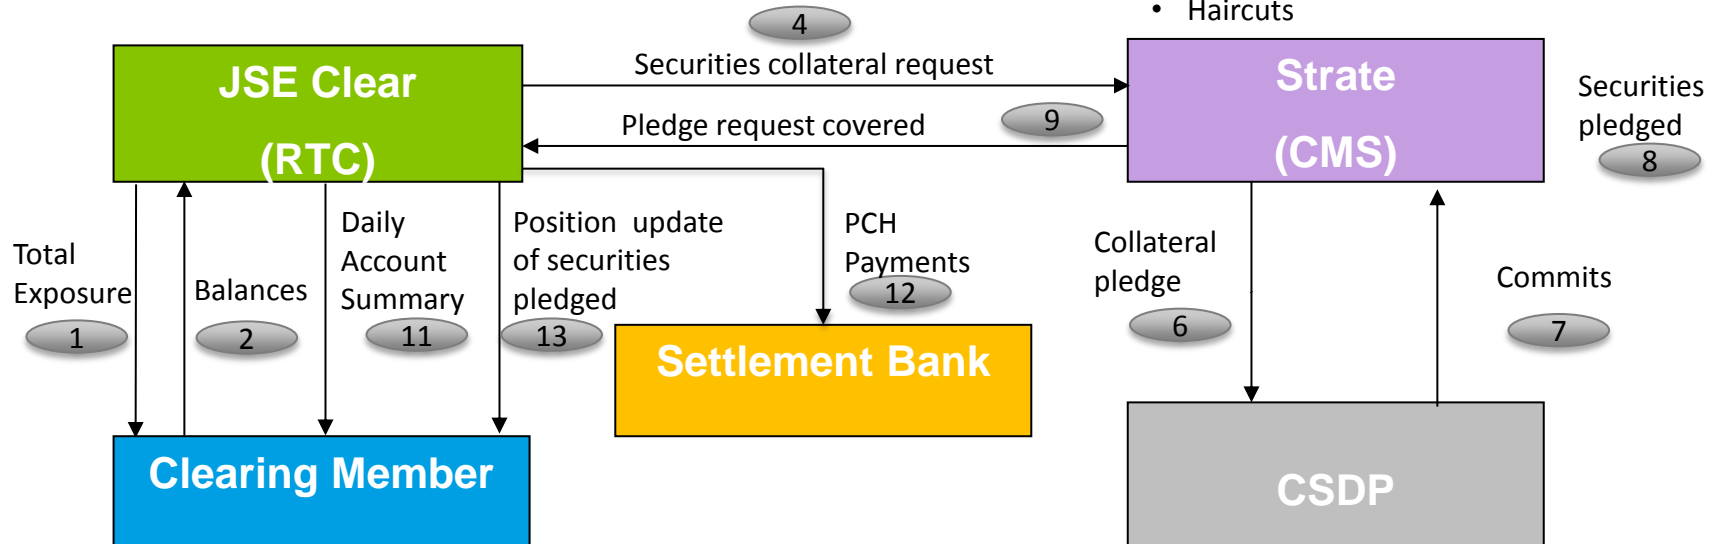 • Haircuts
4
Securities collateral request
JSE Clear
(RTC)
Strate
(CMS)
Securities
pledged
8
Pledge request covered
9
Total
Exposure
1
Balances
2
Daily
Account
Summary
11
Position update
of securities
pledged
13
PCH
Payments
12
Collateral
pledge
6
Commits
7
Settlement Bank
Clearing Member
CSDP